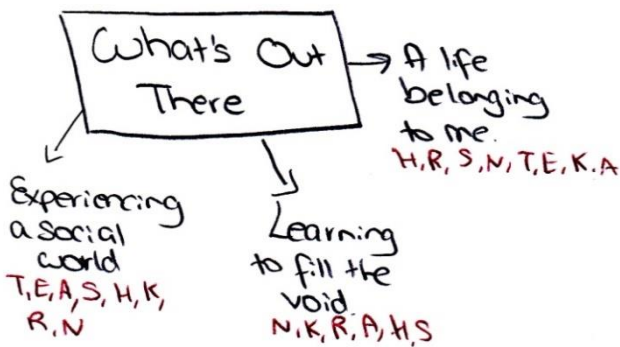 What's Out
There
A life
belonging
to me.
H, R, S, N, T, E, K. A
Experiencing
a social
world
T, E, A, S, H, K,
R, N
Learning
to fill the
void.
N, K, R, A, H, S